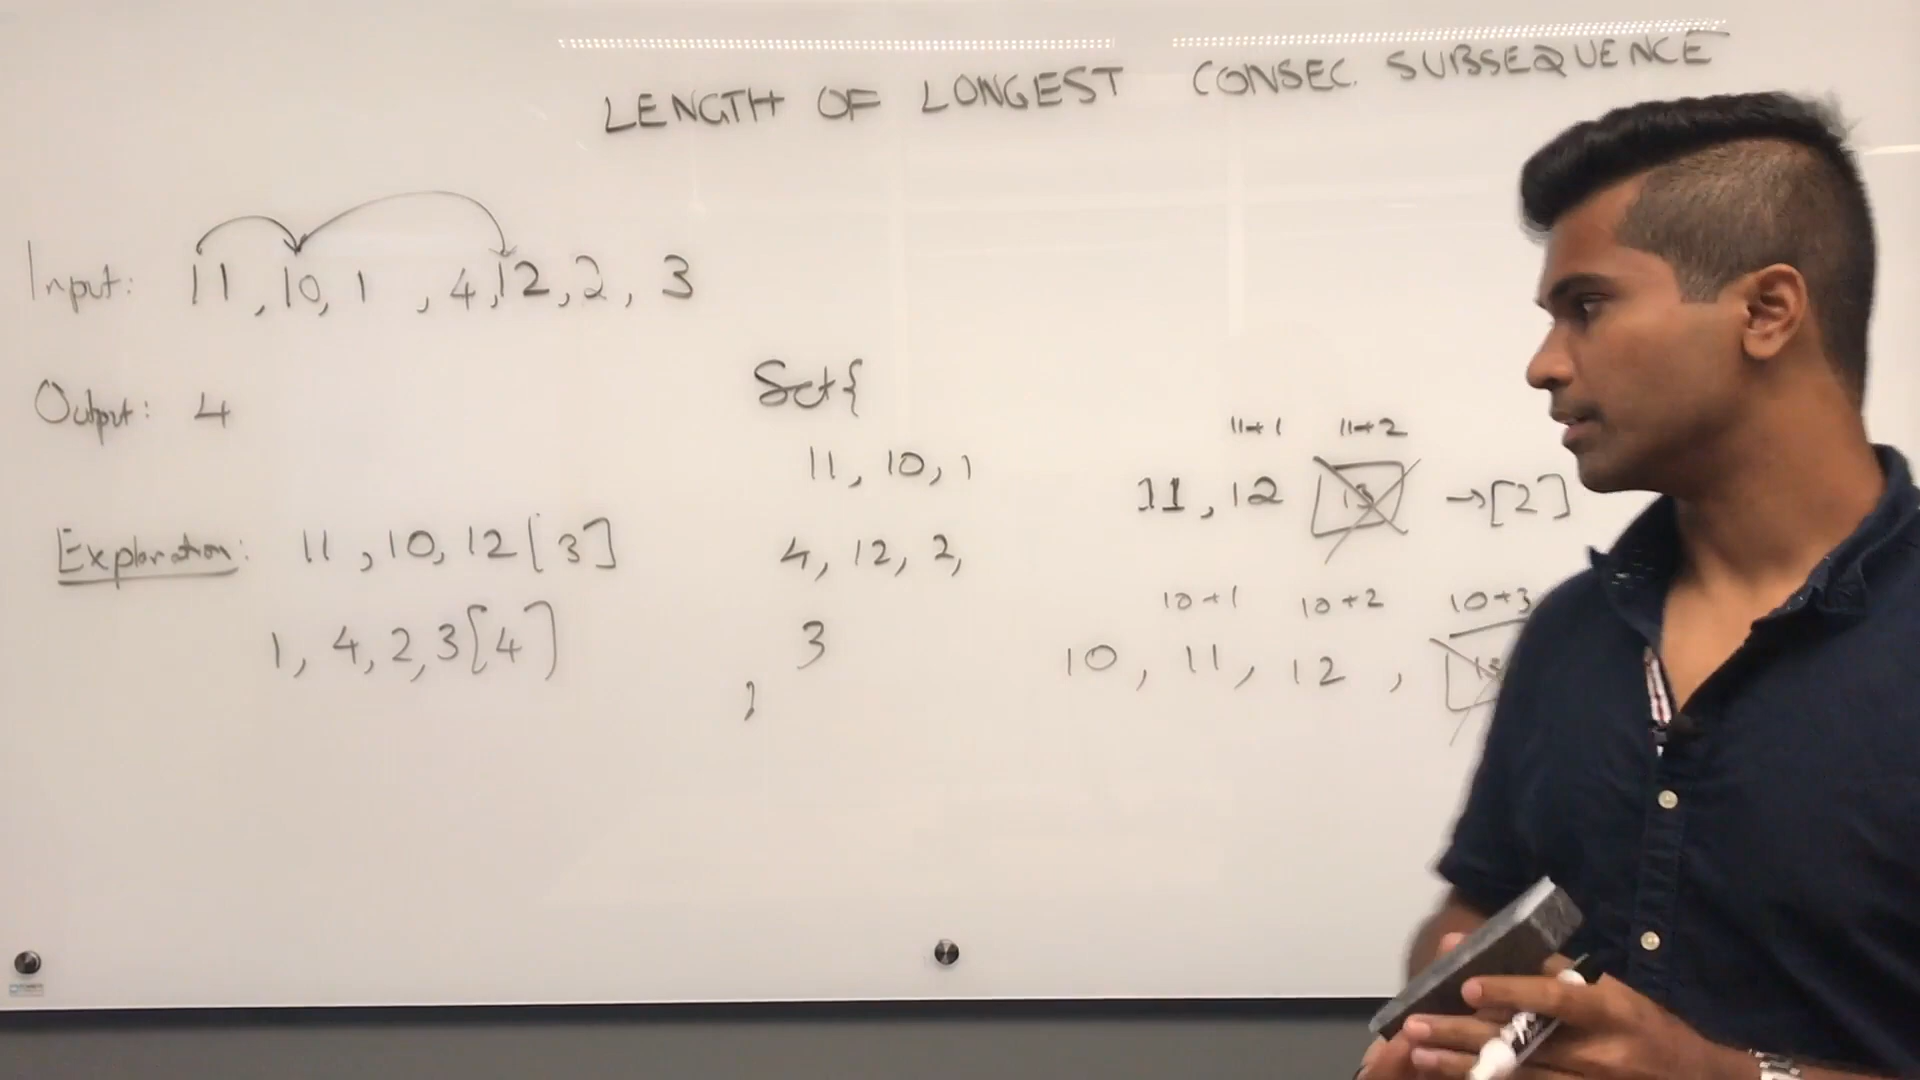 LENGTH OF LONGEST CONSEC. SUBSEQUENCE
Input: 11, 10, 1, 4, 12, 2, 3
Output: 4
Explanation: 11, 10, 12 [3]
1, 4, 2, 3 [4]
Set {
11, 10, 1
4, 12, 2,
3
}
11+1 11+2
11, 12 13 → [2]
10+1 10+2 10+3
10, 11, 12, 13